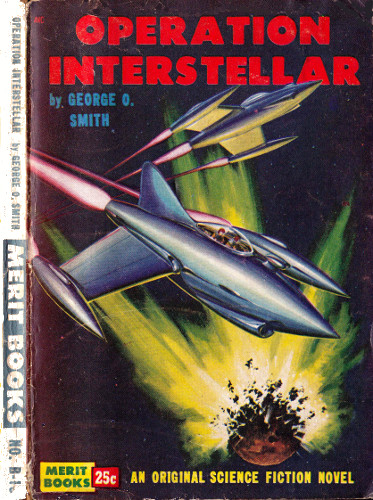 OPERATION
INTERSTELLAR
by GEORGE O.
SMITH
MERIT
BOOKS
25c
AN ORIGINAL SCIENCE FICTION NOVEL
OPERATION INTERSTELLAR by GEORGE O. SMITH
MERIT BOOKS NO. B-1.